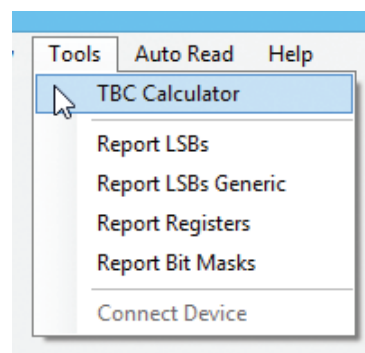 Tools Auto Read Help
TBC Calculator
Report LSBs
Report LSBs Generic
Report Registers
Report Bit Masks
Connect Device